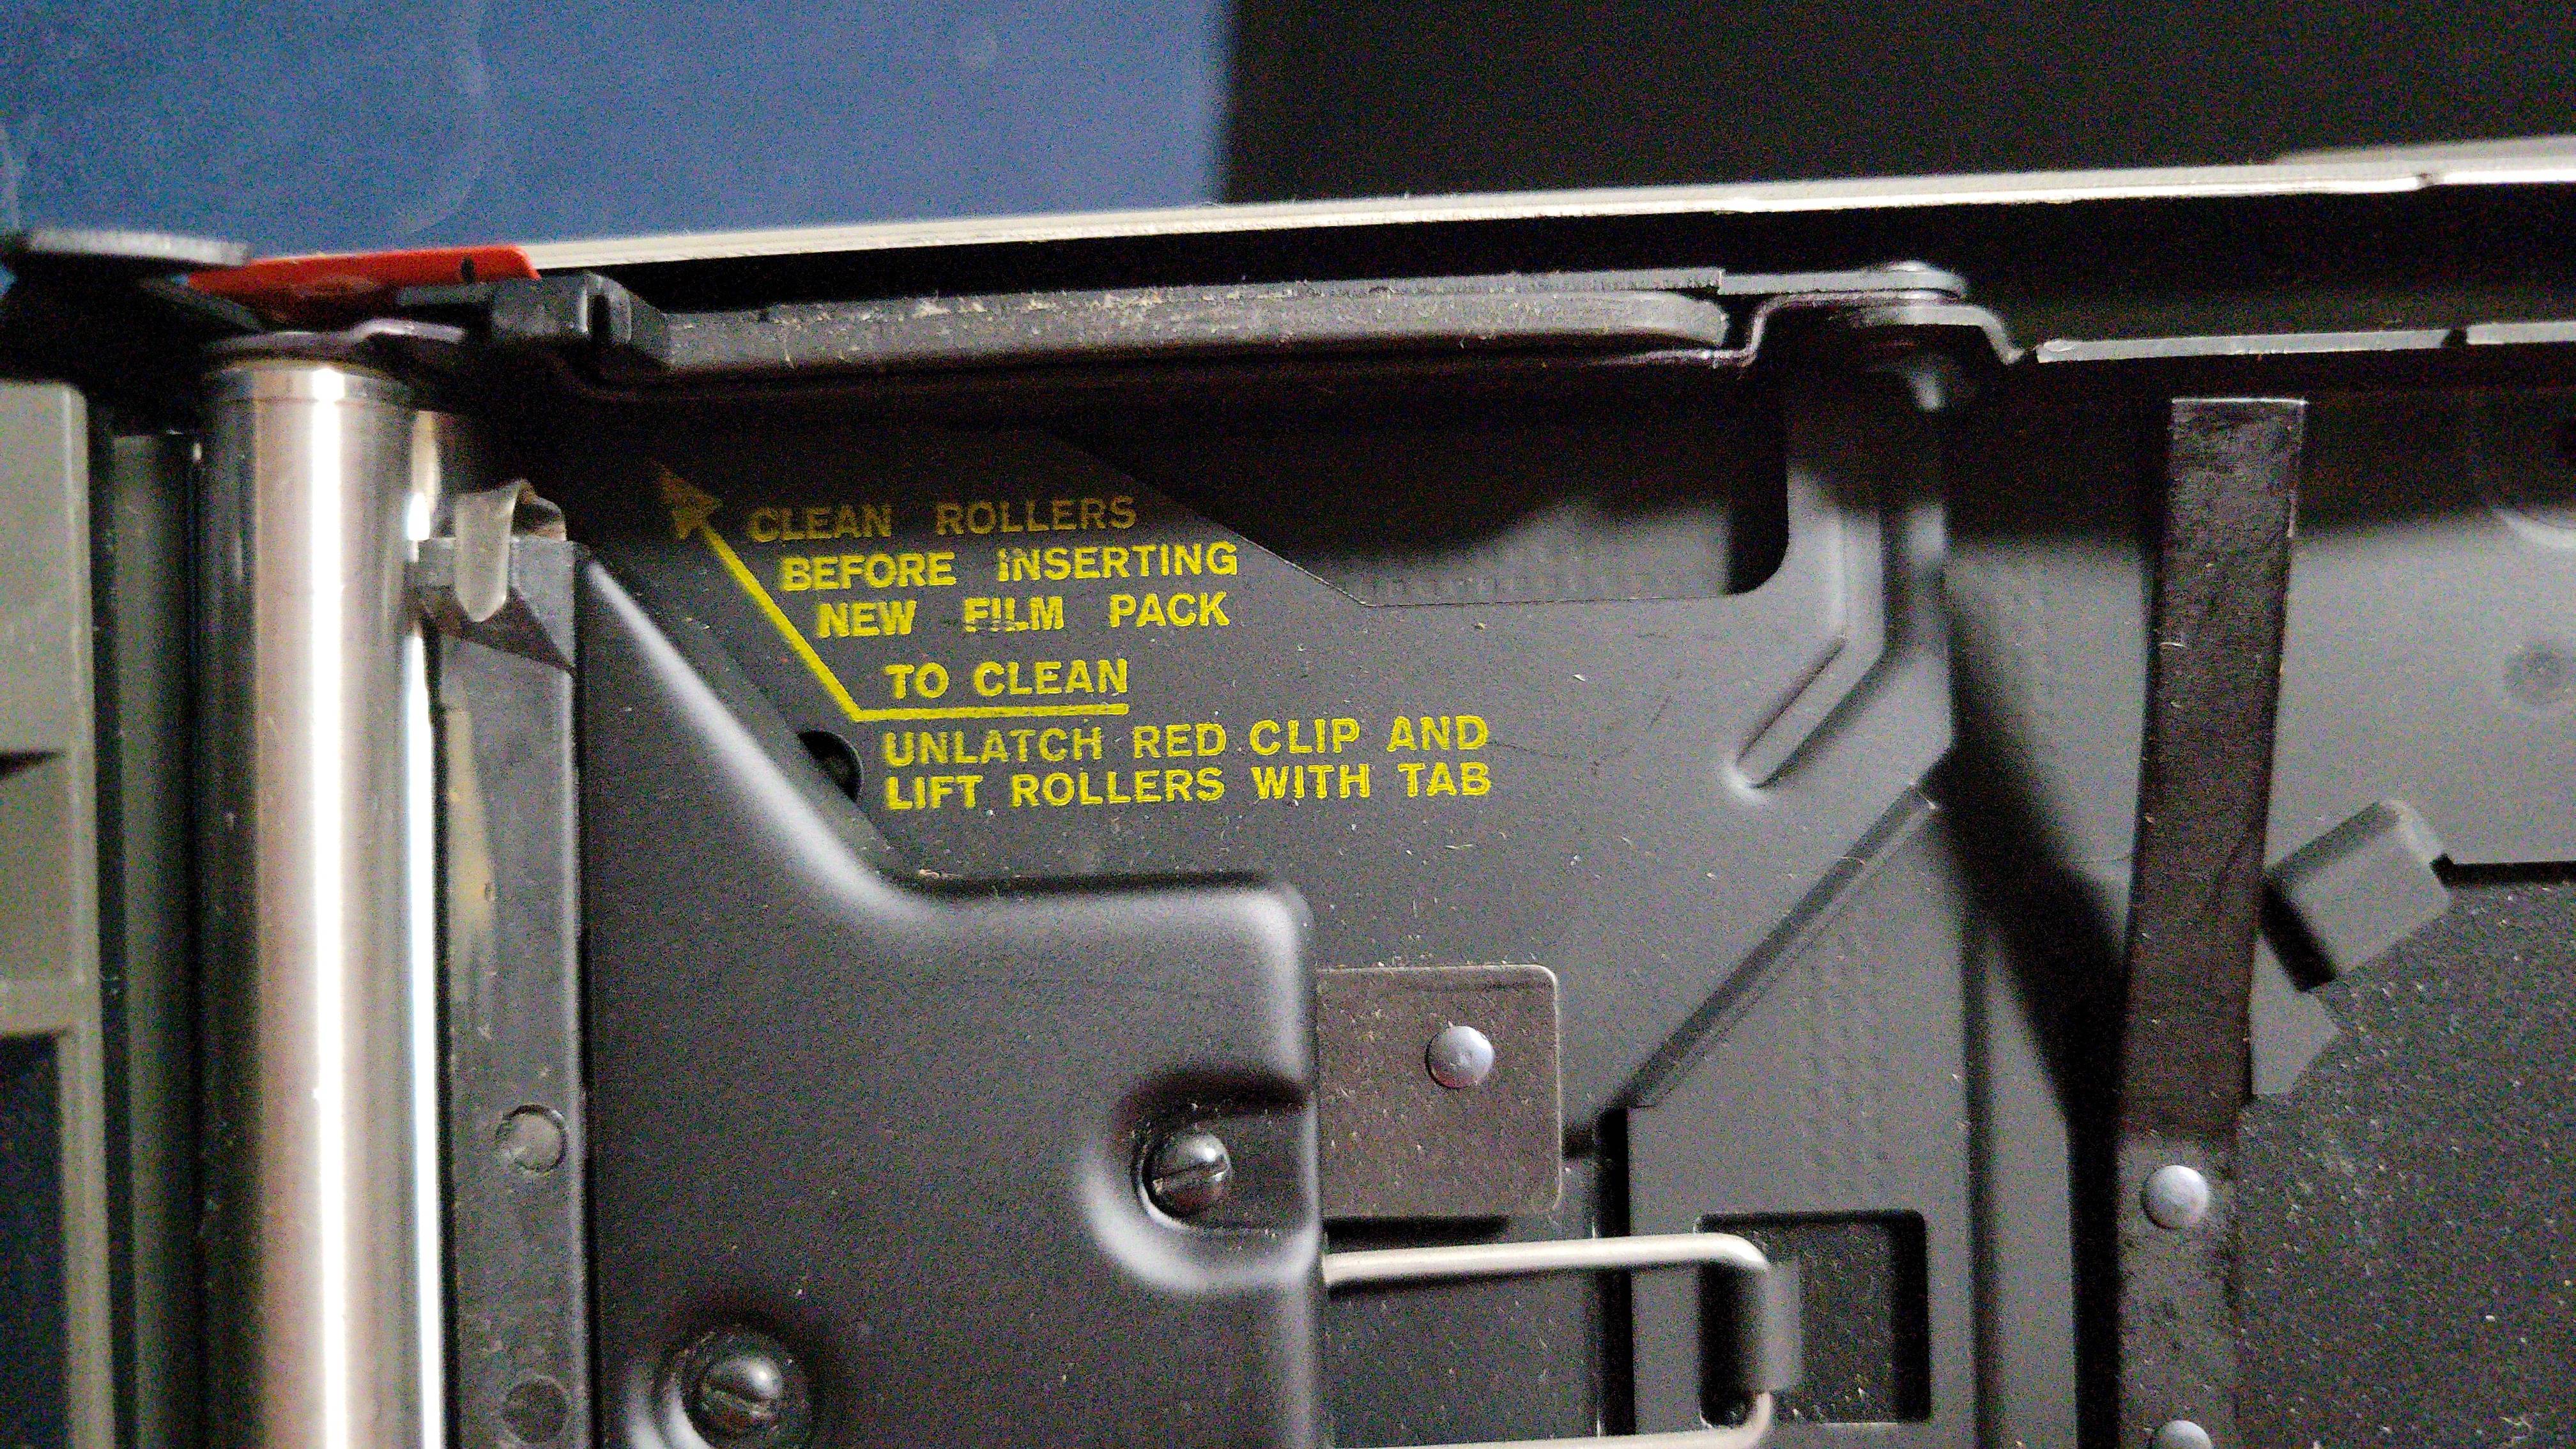 CLEAN ROLLERS
BEFORE INSERTING
NEW FILM PACK
TO CLEAN
UNLATCH RED CLIP AND
LIFT ROLLERS WITH TAB